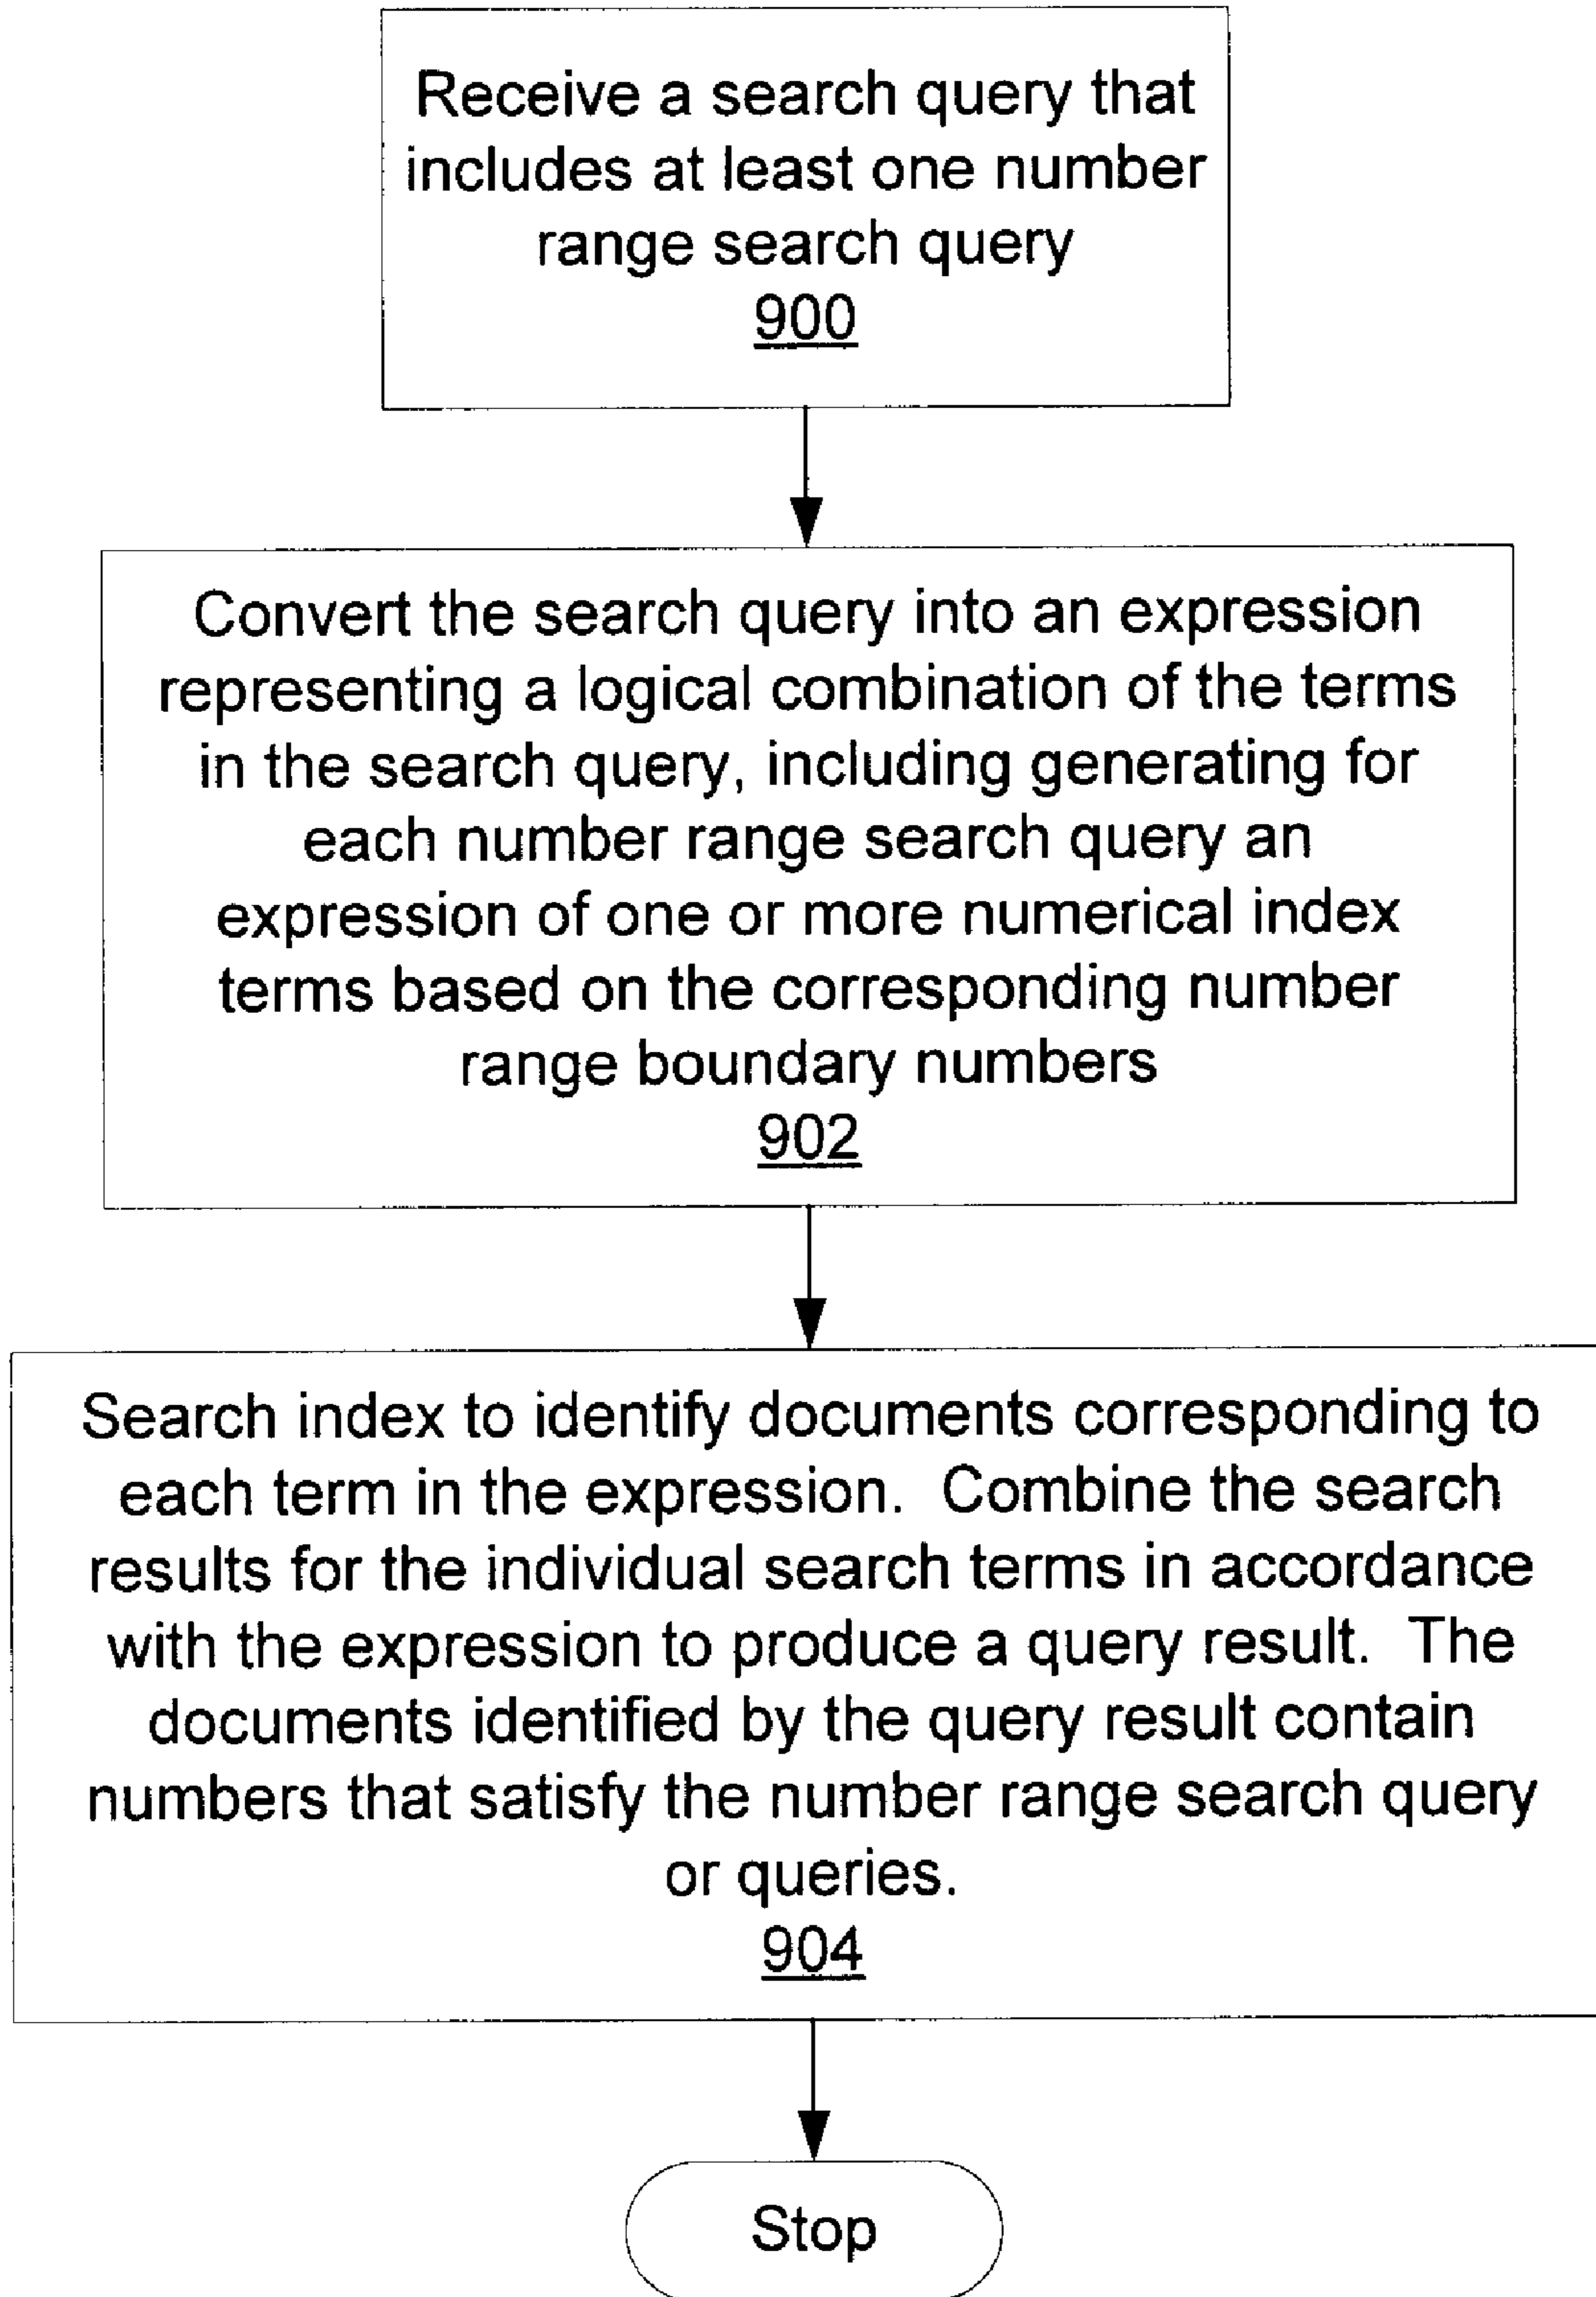 Receive a search query that
includes at least one number
range search query
900
Convert the search query into an expression
representing a logical combination of the terms
in the search query, including generating for
each number range search query an
expression of one or more numerical index
terms based on the corresponding number
range boundary numbers
902
Search index to identify documents corresponding to
each term in the expression.  Combine the search
results for the individual search terms in accordance
with the expression to produce a query result.  The
documents identified by the query result contain
numbers that satisfy the number range search query
or queries.
904
Stop